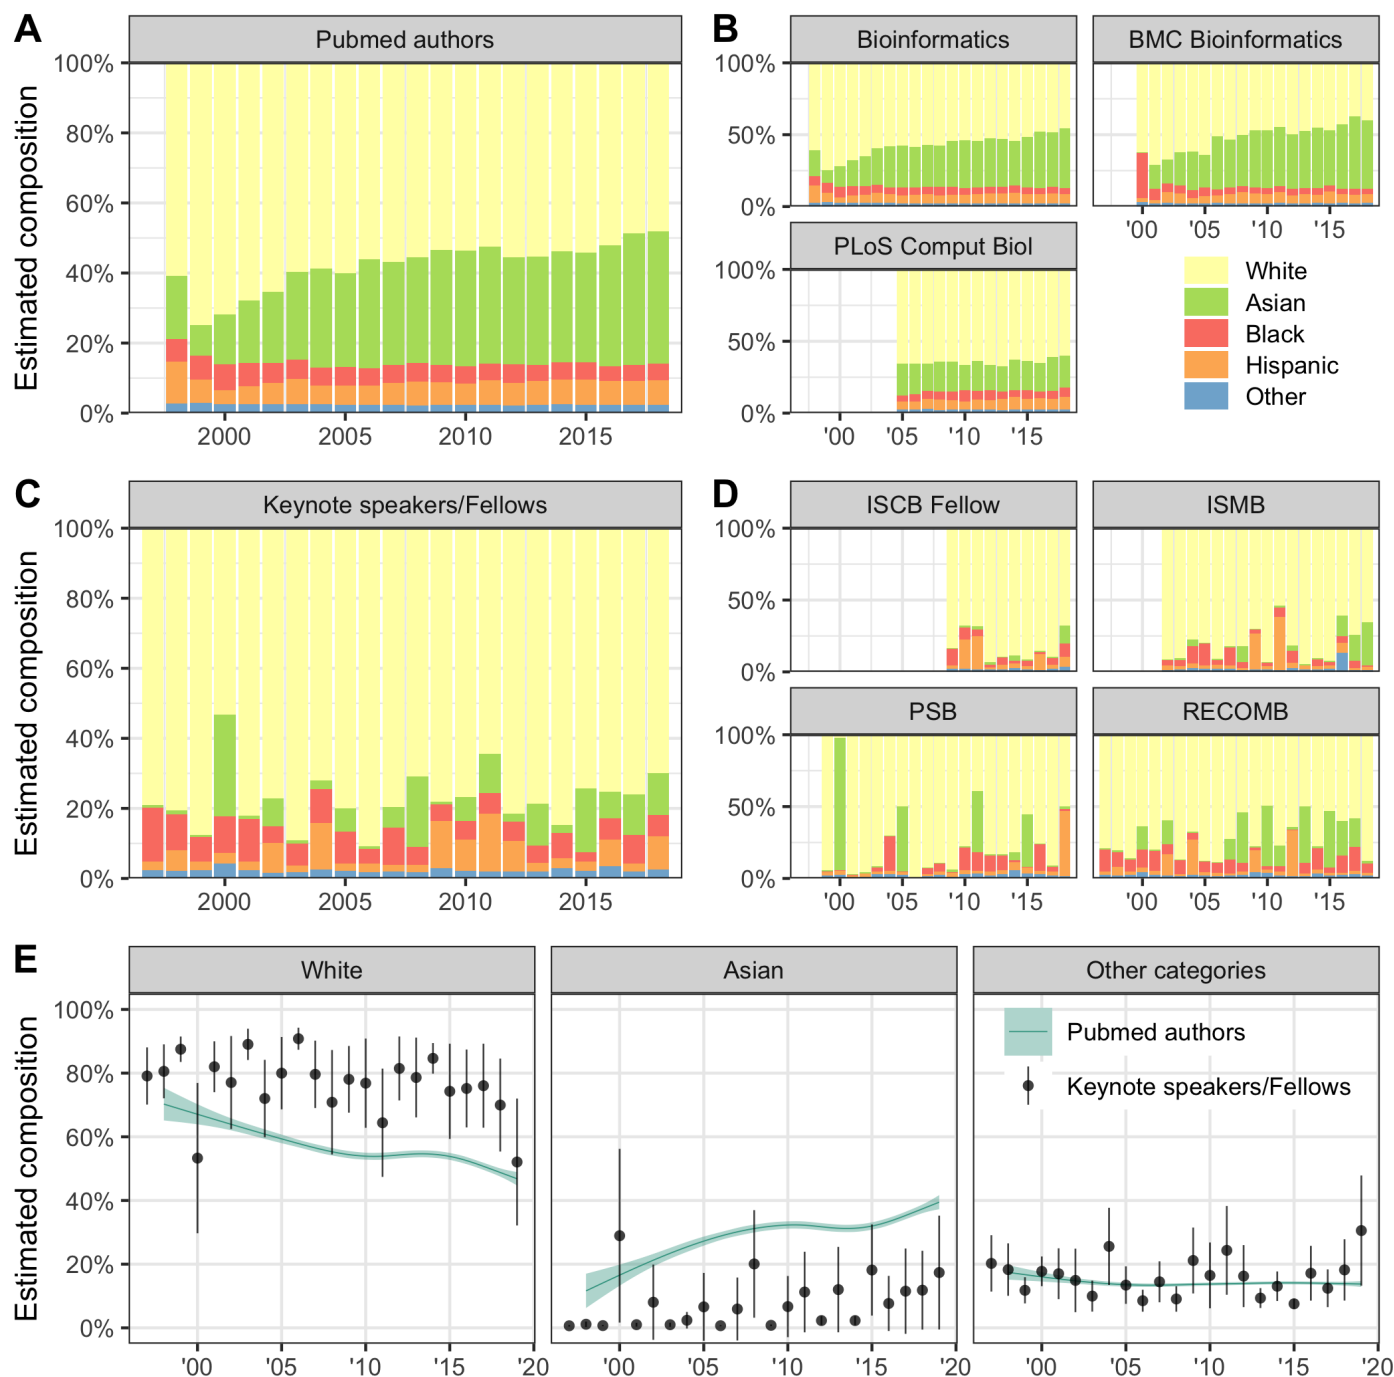 A
Pubmed authors
Estimated composition
100%
80%
60%
40%
20%
0%
2000 2005 2010 2015
B
Bioinformatics
BMC Bioinformatics
100%
50%
0%
'00 '05 '10 '15
PLoS Comput Biol
100%
50%
0%
'00 '05 '10 '15
White
Asian
Black
Hispanic
Other
C
Keynote speakers/Fellows
Estimated composition
100%
80%
60%
40%
20%
0%
2000 2005 2010 2015
D
ISCB Fellow
ISMB
100%
50%
0%
PSB
RECOMB
100%
50%
0%
'00 '05 '10 '15
'00 '05 '10 '15
E
White
Asian
Other categories
Estimated composition
100%
80%
60%
40%
20%
0%
Pubmed authors
Keynote speakers/Fellows
'00 '05 '10 '15 '20
'00 '05 '10 '15 '20
'00 '05 '10 '15 '20